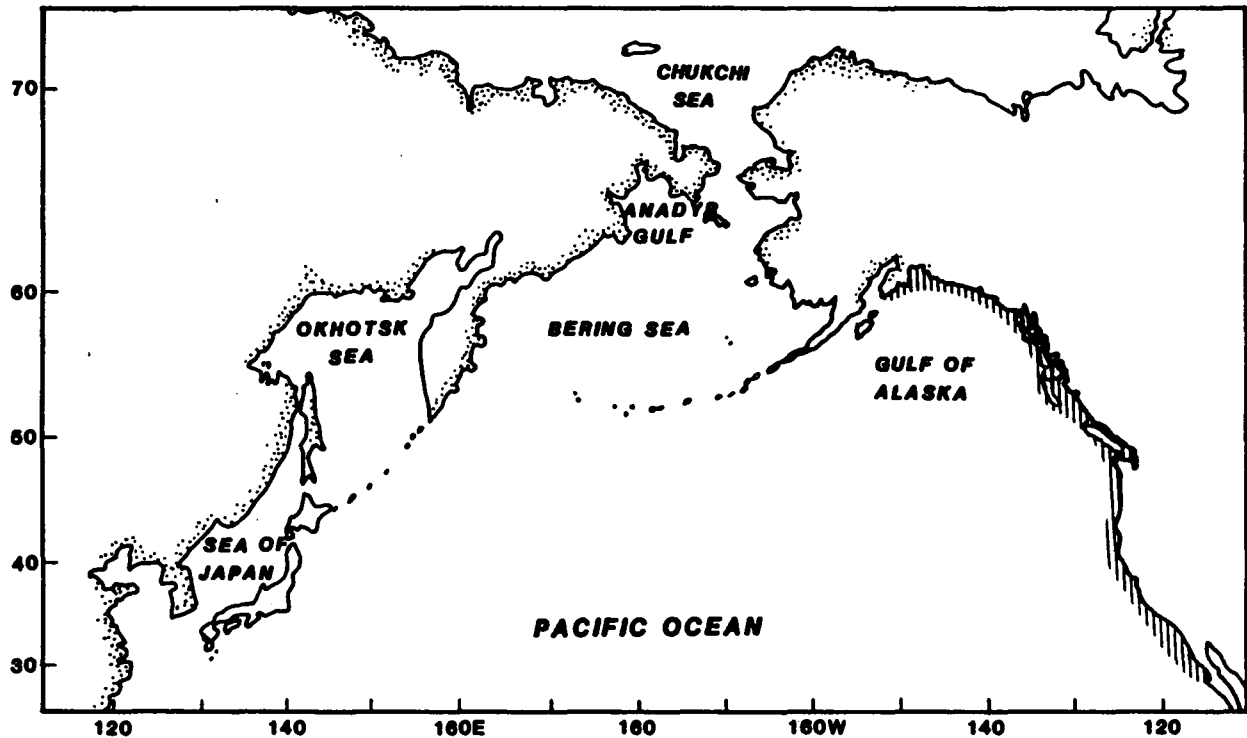 CHUKCHI
SEA
70
ANADYR
GULF
60
OKHOTSK
SEA
BERING SEA
GULF OF
ALASKA
50
SEA OF
JAPAN
40
PACIFIC OCEAN
30
120
140
160E
160
160W
140
120